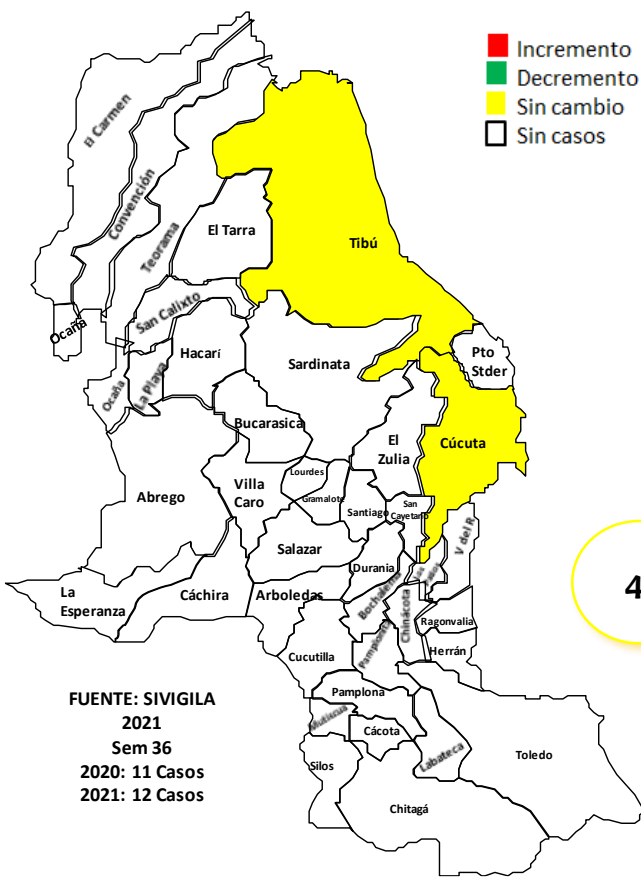 Incremento
Decremento
Sin cambio
Sin casos
El Carmen
Convención
Teorama
El Tarra
Tibú
San Calixto
Ocaña
Hacarí
Sardinata
Pto
Stder
Ocaña
La Playa
Bucarasica
El
Zulia
Cúcuta
Abrego
Villa
Caro
Lourdes
Gramalote
Santiago
San
Cayetano
V del R
Salazar
Durania
La
Esperanza
Cáchira
Arboledas
Bochalema
Chinácota
Ragonvalia
Herrán
Cucutilla
Pamplonita
4
Pamplona
Mutiscua
Cácota
Labateca
Toledo
Silos
Chitagá
FUENTE: SIVIGILA
2021
Sem 36
2020: 11 Casos
2021: 12 Casos